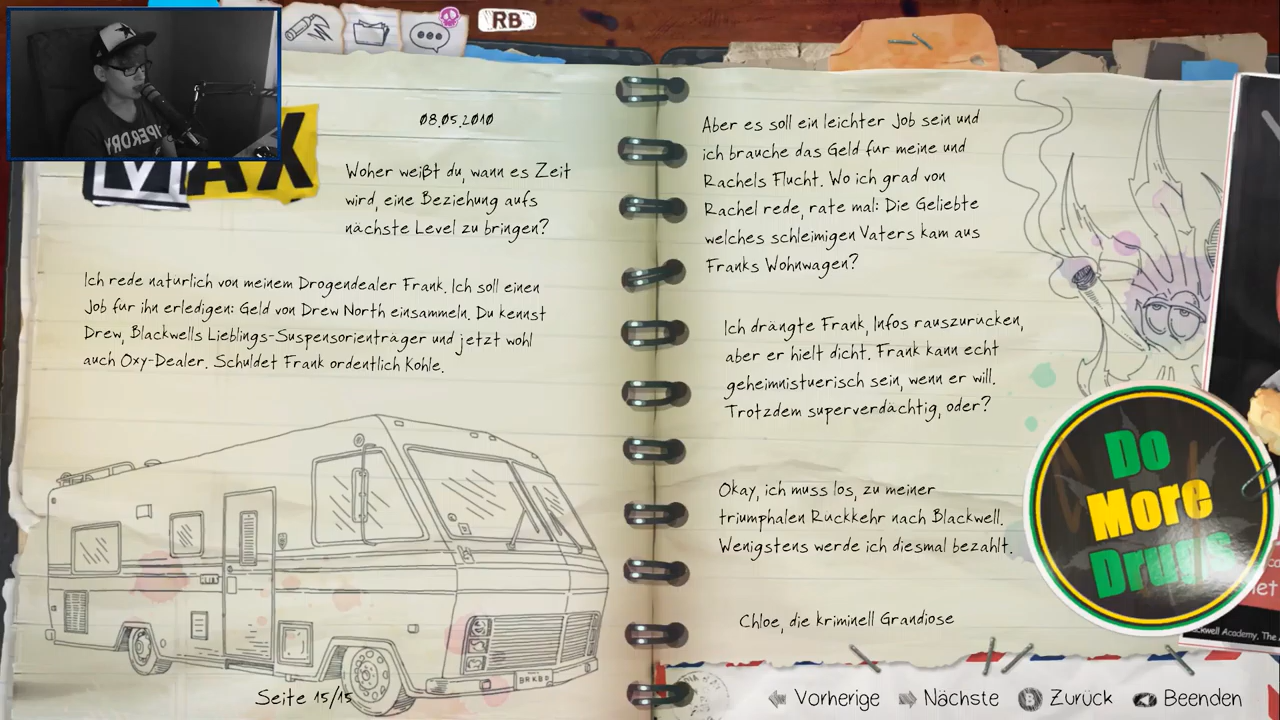 RB
SUPERDRY
MAX
08.05.2010
Woher weißt du, wann es Zeit
wird, eine Beziehung aufs
nächste Level zu bringen?
Ich rede natürlich von meinem Drogendealer Frank. Ich soll einen
Job für ihn erledigen: Geld von Drew North einsammeln. Du kennst
Drew, Blackwells Lieblings-Suspensorienträger und jetzt wohl
auch Oxy-Dealer. Schuldet Frank ordentlich Kohle.
BRKBD
Seite 15/15
Aber es soll ein leichter Job sein und
ich brauche das Geld für meine und
Rachels Flucht. Wo ich grad von
Rachel rede, rate mal: Die Geliebte
welches schleimigen Vaters kam aus
Franks Wohnwagen?
Ich drängte Frank, Infos rauszurücken,
aber er hielt dicht. Frank kann echt
geheimnistuerisch sein, wenn er will.
Trotzdem superverdächtig, oder?
Okay, ich muss los, zu meiner
triumphalen Rückkehr nach Blackwell.
Wenigstens werde ich diesmal bezahlt.
Chloe, die kriminell Grandiose
Do
More
Drugs
Blackwell Academy, The
Vorherige
Nächste
B
Zurück
Beenden